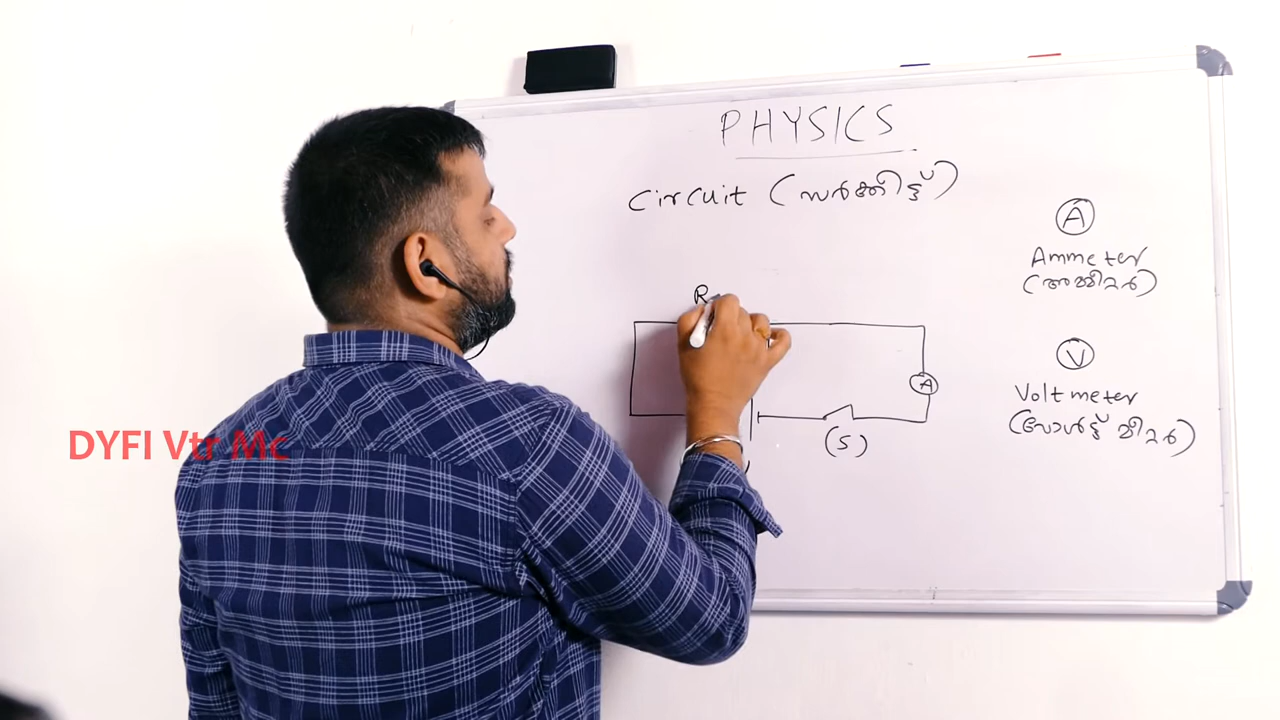 PHYSICS
Circuit (സർക്കീട്ട്)
A
Ammeter
(അമ്മീറ്റർ)
R
A
V
Voltmeter
(വോൾട്ട് മീറ്റർ)
(S)
DYFI Vtr Mc